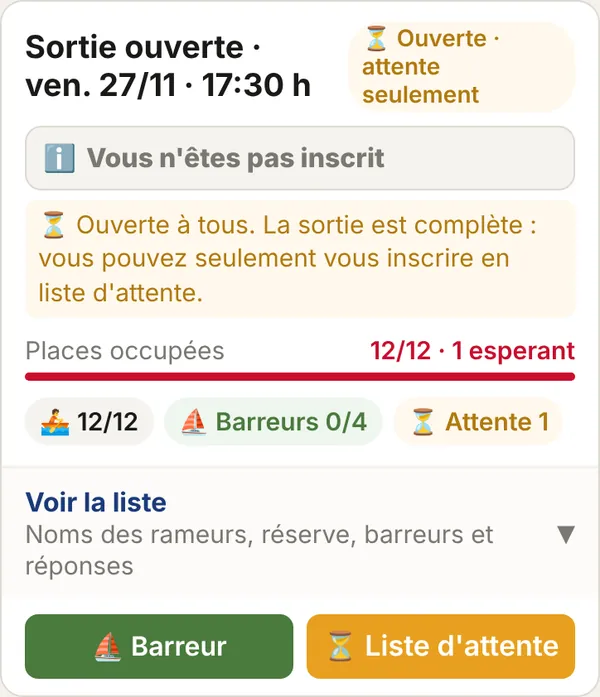 Sortie ouverte ·
ven. 27/11 · 17:30 h
⏳ Ouverte ·
attente
seulement
ℹ️ Vous n'êtes pas inscrit
⏳ Ouverte à tous. La sortie est complète :
vous pouvez seulement vous inscrire en
liste d'attente.
Places occupées 12/12 · 1 esperant
🚣 12/12 ⛵ Barreurs 0/4 ⏳ Attente 1
Voir la liste
Noms des rameurs, réserve, barreurs et
réponses ▼
⛵ Barreur ⏳ Liste d'attente